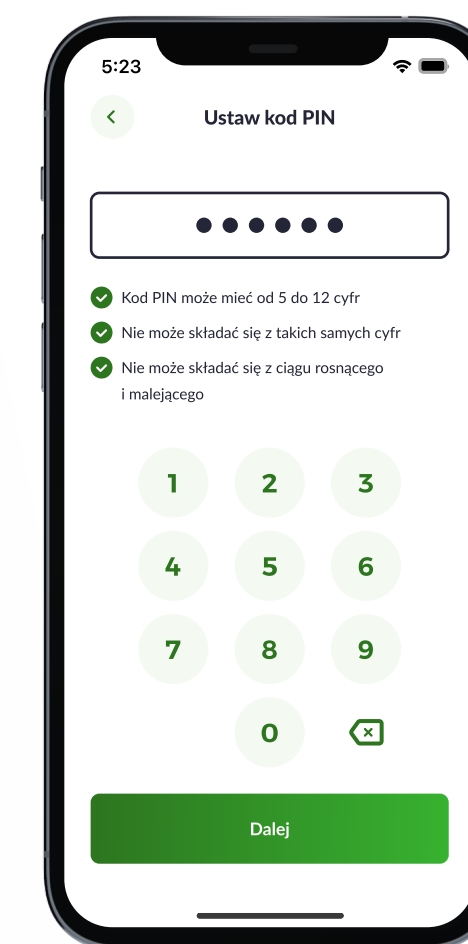 5:23
Ustaw kod PIN
Kod PIN może mieć od 5 do 12 cyfr
Nie może składać się z takich samych cyfr
Nie może składać się z ciągu rosnącego
i malejącego
1 2 3
4 5 6
7 8 9
0
Dalej